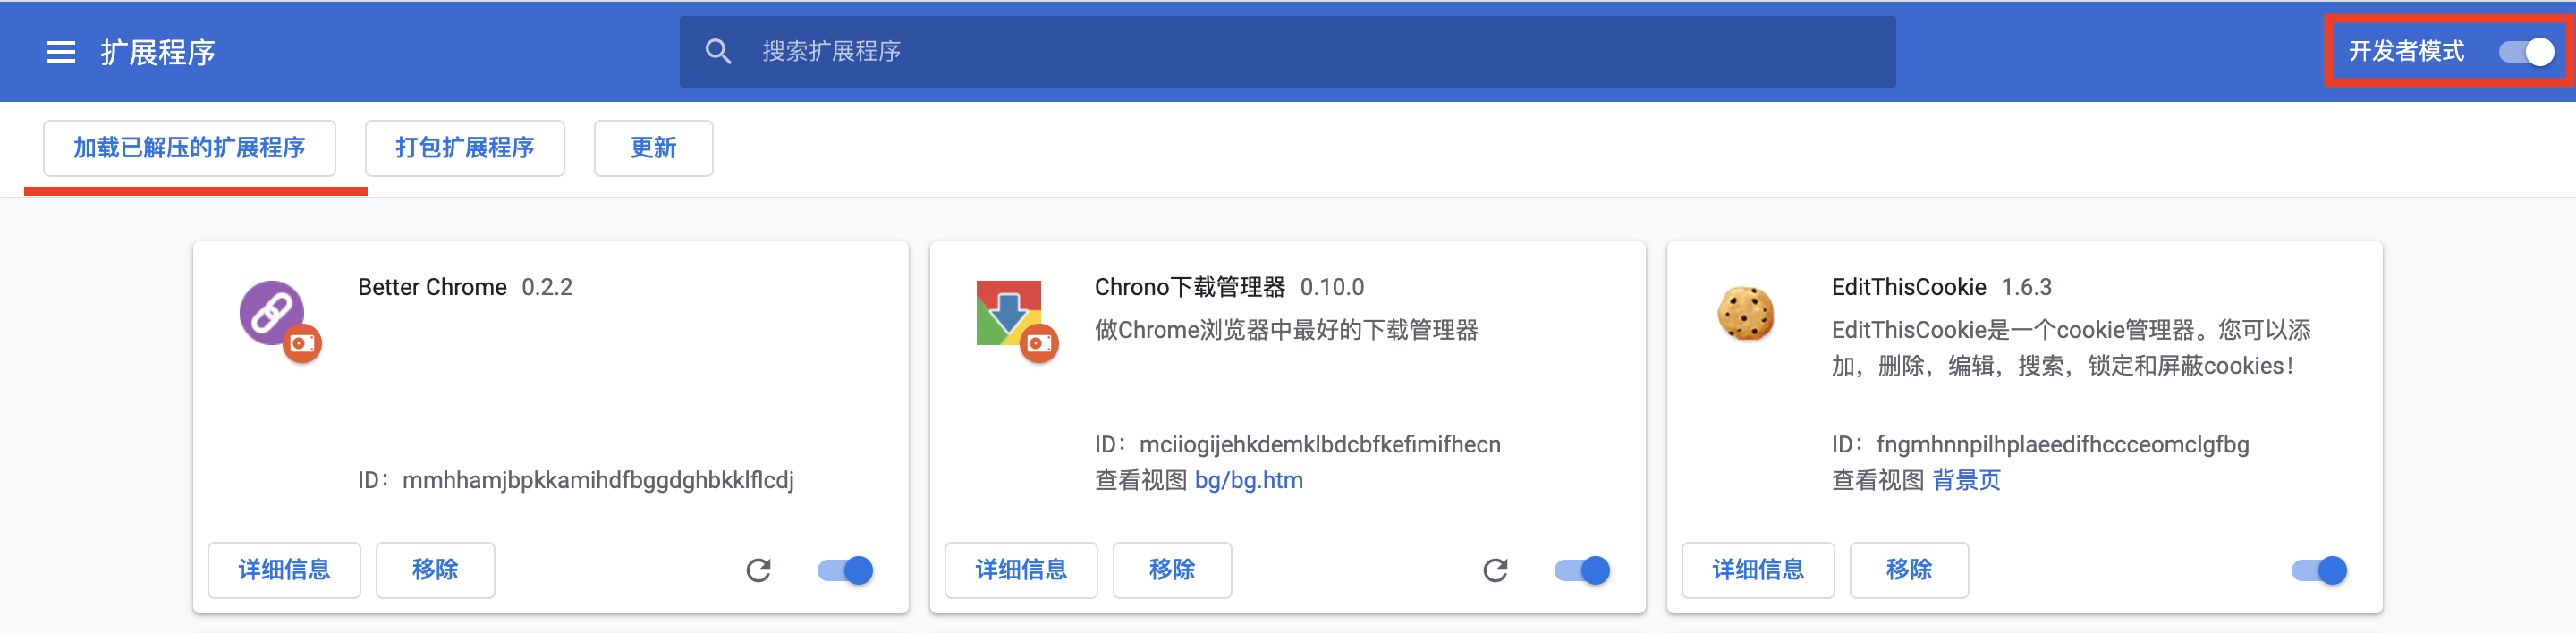 扩展程序
搜索扩展程序
开发者模式
加载已解压的扩展程序
打包扩展程序
更新
Better Chrome 0.2.2
ID：mmhhamjbpkkamihdfbggdghbkklflcdj
详细信息
移除
Chrono下载管理器 0.10.0
做Chrome浏览器中最好的下载管理器
ID：mciiogijehkdemklbdcbfkefimifhecn
查看视图 bg/bg.htm
详细信息
移除
EditThisCookie 1.6.3
EditThisCookie是一个cookie管理器。您可以添
加，删除，编辑，搜索，锁定和屏蔽cookies！
ID：fngmhnnpilhplaeedifhccceomclgfbg
查看视图 背景页
详细信息
移除